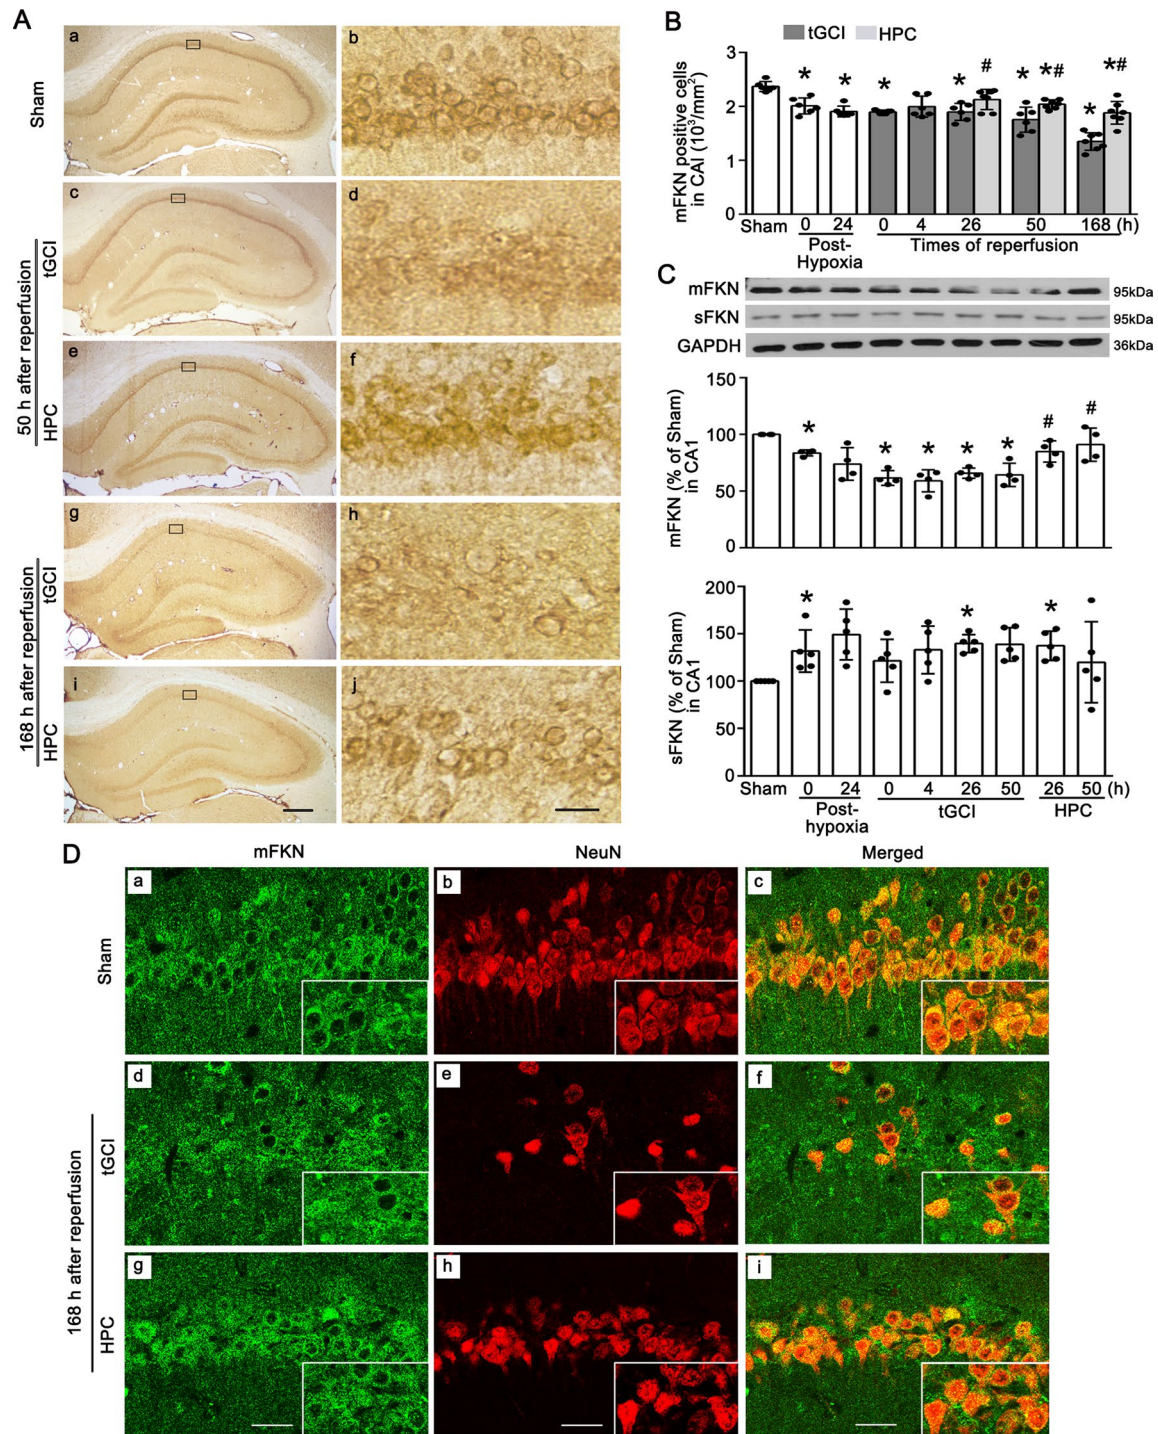 A
a
b
Sham
c
d
tGCI
50 h after reperfusion
e
f
HPC
g
h
tGCI
168 h after reperfusion
i
j
HPC
B
tGCI HPC
mFKN positive cells
in CAI (10³/mm²)
3
2
1
0
* * * * # * *# * *#
Sham 0 24 0 4 26 50 168 (h)
Post-
Hypoxia
Times of reperfusion
C
mFKN 95kDa
sFKN 95kDa
GAPDH 36kDa
mFKN (% of Sham)
in CA1
150
100
50
0
* * * * * # #
sFKN (% of Sham)
in CA1
200
150
100
50
0
* * *
Sham 0 24 0 4 26 50 26 50 (h)
Post-
hypoxia
tGCI
HPC
D
mFKN NeuN Merged
a b c
Sham
d e f
tGCI
168 h after reperfusion
g h i
HPC